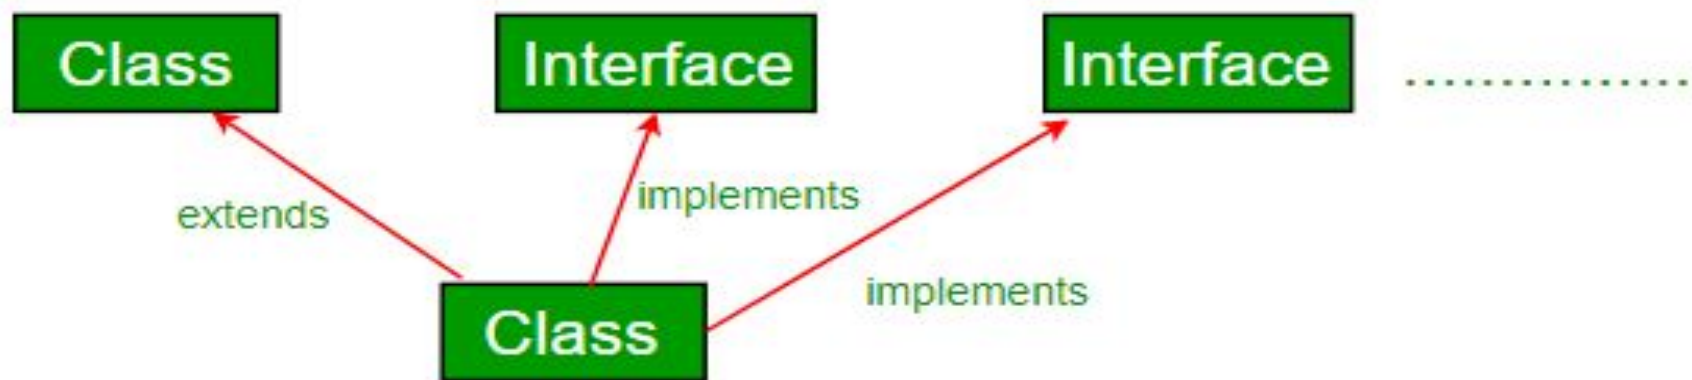 Class
Interface
Interface
...............
extends
implements
implements
Class